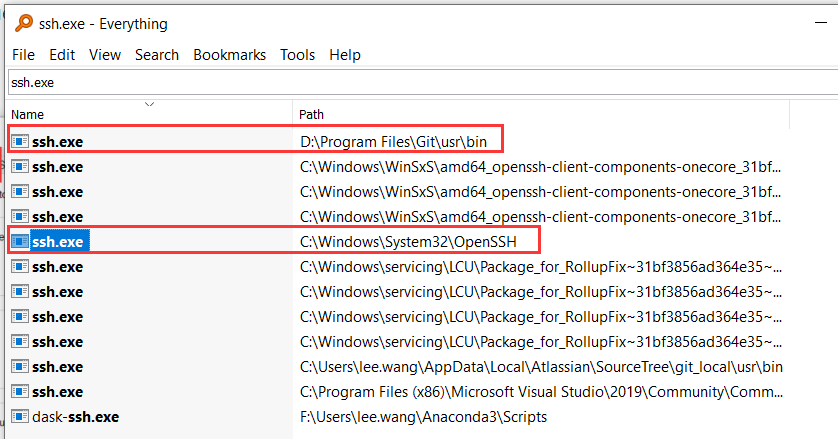 ssh.exe - Everything
File Edit View Search Bookmarks Tools Help
ssh.exe
Name Path
ssh.exe D:\Program Files\Git\usr\bin
ssh.exe C:\Windows\WinSxS\amd64_openssh-client-components-onecore_31bf...
ssh.exe C:\Windows\WinSxS\amd64_openssh-client-components-onecore_31bf...
ssh.exe C:\Windows\WinSxS\amd64_openssh-client-components-onecore_31bf...
ssh.exe C:\Windows\System32\OpenSSH
ssh.exe C:\Windows\servicing\LCU\Package_for_RollupFix~31bf3856ad364e35~...
ssh.exe C:\Windows\servicing\LCU\Package_for_RollupFix~31bf3856ad364e35~...
ssh.exe C:\Windows\servicing\LCU\Package_for_RollupFix~31bf3856ad364e35~...
ssh.exe C:\Windows\servicing\LCU\Package_for_RollupFix~31bf3856ad364e35~...
ssh.exe C:\Users\lee.wang\AppData\Local\Atlassian\SourceTree\git_local\usr\bin
ssh.exe C:\Program Files (x86)\Microsoft Visual Studio\2019\Community\Comm...
dask-ssh.exe F:\Users\lee.wang\Anaconda3\Scripts